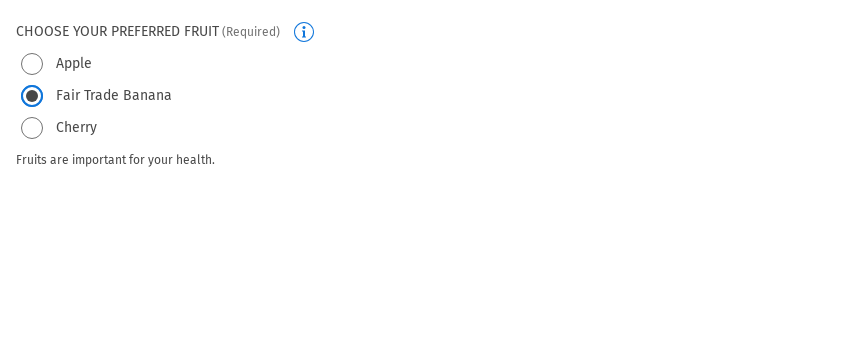 CHOOSE YOUR PREFERRED FRUIT (Required)
Apple
Fair Trade Banana
Cherry
Fruits are important for your health.